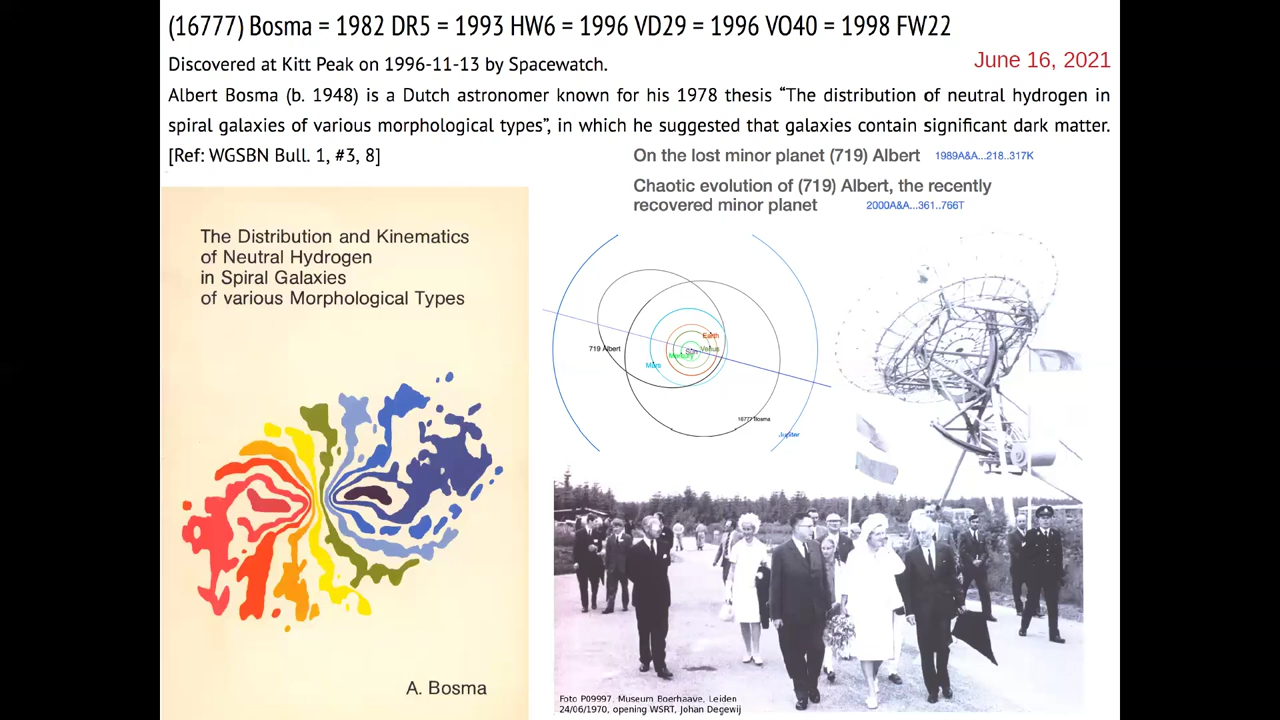 (16777) Bosma = 1982 DR5 = 1993 HW6 = 1996 VD29 = 1996 VO40 = 1998 FW22
Discovered at Kitt Peak on 1996-11-13 by Spacewatch.
June 16, 2021
Albert Bosma (b. 1948) is a Dutch astronomer known for his 1978 thesis “The distribution of neutral hydrogen in
spiral galaxies of various morphological types”, in which he suggested that galaxies contain significant dark matter.
[Ref: WGSBN Bull. 1, #3, 8]
On the lost minor planet (719) Albert 1989A&A...218..317K
Chaotic evolution of (719) Albert, the recently
recovered minor planet 2000A&A...361..766T
The Distribution and Kinematics
of Neutral Hydrogen
in Spiral Galaxies
of various Morphological Types
A. Bosma
Earth
719 Albert
Venus
Sun
Mercury
Mars
16777 Bosma
Jupiter
Foto P09997, Museum Boerhaave, Leiden
24/06/1970, opening WSRT, Johan Degewij